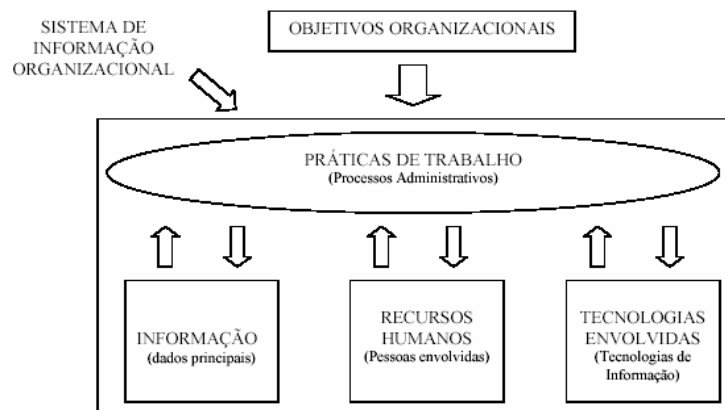 SISTEMA DE
INFORMAÇÃO
ORGANIZACIONAL
OBJETIVOS ORGANIZACIONAIS
PRÁTICAS DE TRABALHO
(Processos Administrativos)
INFORMAÇÃO
(dados principais)
RECURSOS
HUMANOS
(Pessoas envolvidas)
TECNOLOGIAS
ENVOLVIDAS
(Tecnologias de
Informação)